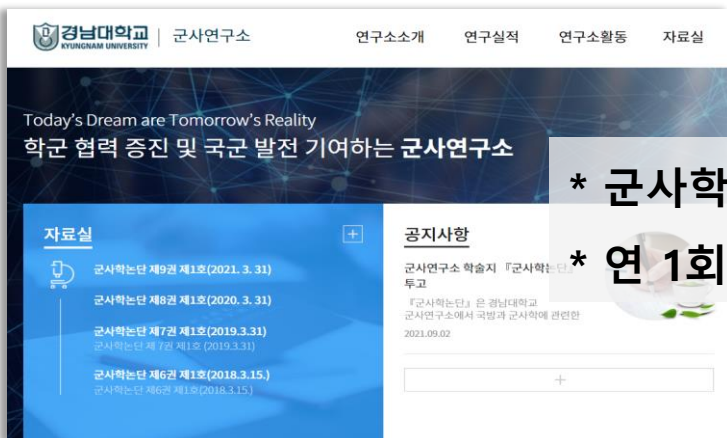 경남대학교 군사연구소
KYUNGNAM UNIVERSITY
연구소소개 연구실적 연구소활동 자료실
Today's Dream are Tomorrow's Reality
학군 협력 증진 및 국군 발전 기여하는 군사연구소
* 군사학
* 연 1회
자료실
군사학논단 제9권 제1호(2021. 3. 31)
군사학논단 제8권 제1호(2020. 3. 31)
군사학논단 제7권 제1호(2019.3.31)
군사학논단 제 7권 제1호 (2019.3.31)
군사학논단 제6권 제1호(2018.3.15.)
군사학논단 제6권 제1호(2018.3.15.)
공지사항
군사연구소 학술지 『군사학논단』
투고
『군사학논단』은 경남대학교
군사연구소에서 국방과 군사학에 관련한
2021.09.02